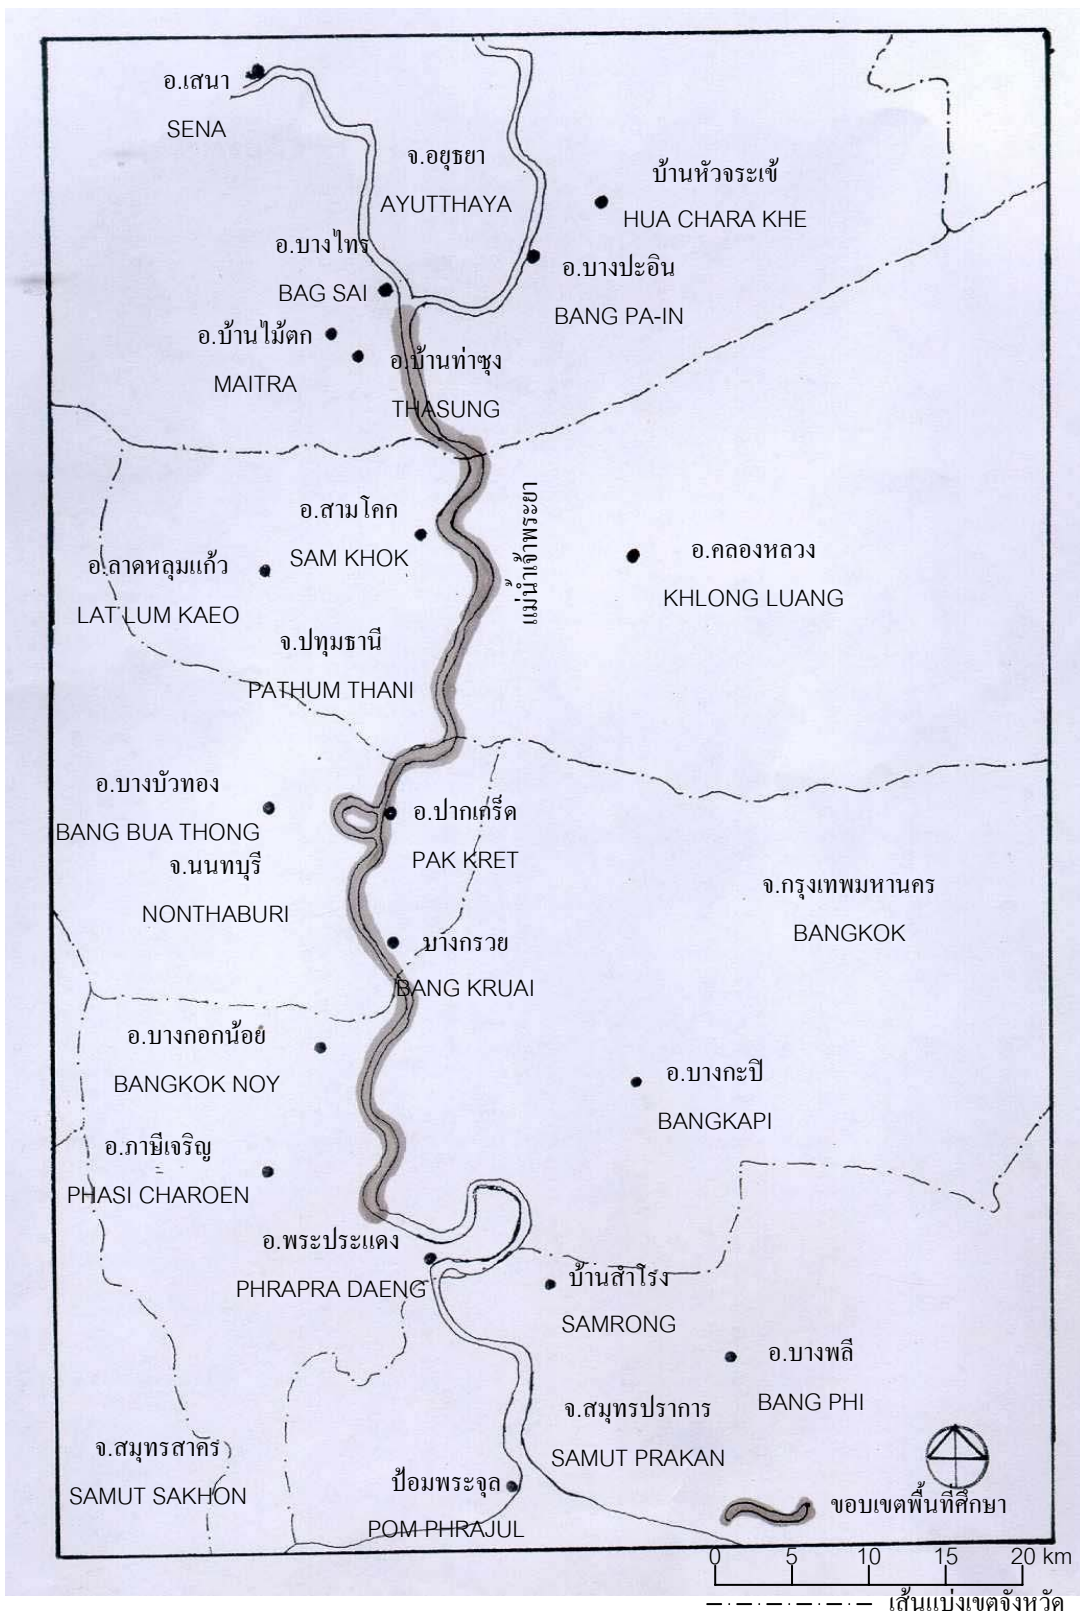 อ.เสนา
SENA
จ.อยุธยา
AYUTTHAYA
บ้านหัวจระเข้
HUA CHARA KHE
อ.บางไทร
BAG SAI
อ.บางปะอิน
BANG PA-IN
อ.บ้านไม้ตก
MAITRA
อ.บ้านท่าซุง
THASUNG
แม่น้ำเจ้าพระยา
อ.สามโคก
SAM KHOK
อ.ลาดหลุมแก้ว
LAT LUM KAEO
อ.คลองหลวง
KHLONG LUANG
จ.ปทุมธานี
PATHUM THANI
อ.บางบัวทอง
BANG BUA THONG
อ.ปากเกร็ด
PAK KRET
จ.นนทบุรี
NONTHABURI
จ.กรุงเทพมหานคร
BANGKOK
บางกรวย
BANG KRUAI
อ.บางกอกน้อย
BANGKOK NOY
อ.บางกะปิ
BANGKAPI
อ.ภาษีเจริญ
PHASI CHAROEN
อ.พระประแดง
PHRAPRA DAENG
บ้านสำโรง
SAMRONG
อ.บางพลี
BANG PHI
จ.สมุทรปราการ
SAMUT PRAKAN
จ.สมุทรสาคร
SAMUT SAKHON
ป้อมพระจุล
POM PHRAJUL
ขอบเขตพื้นที่ศึกษา
0 5 10 15 20 km
เส้นแบ่งเขตจังหวัด